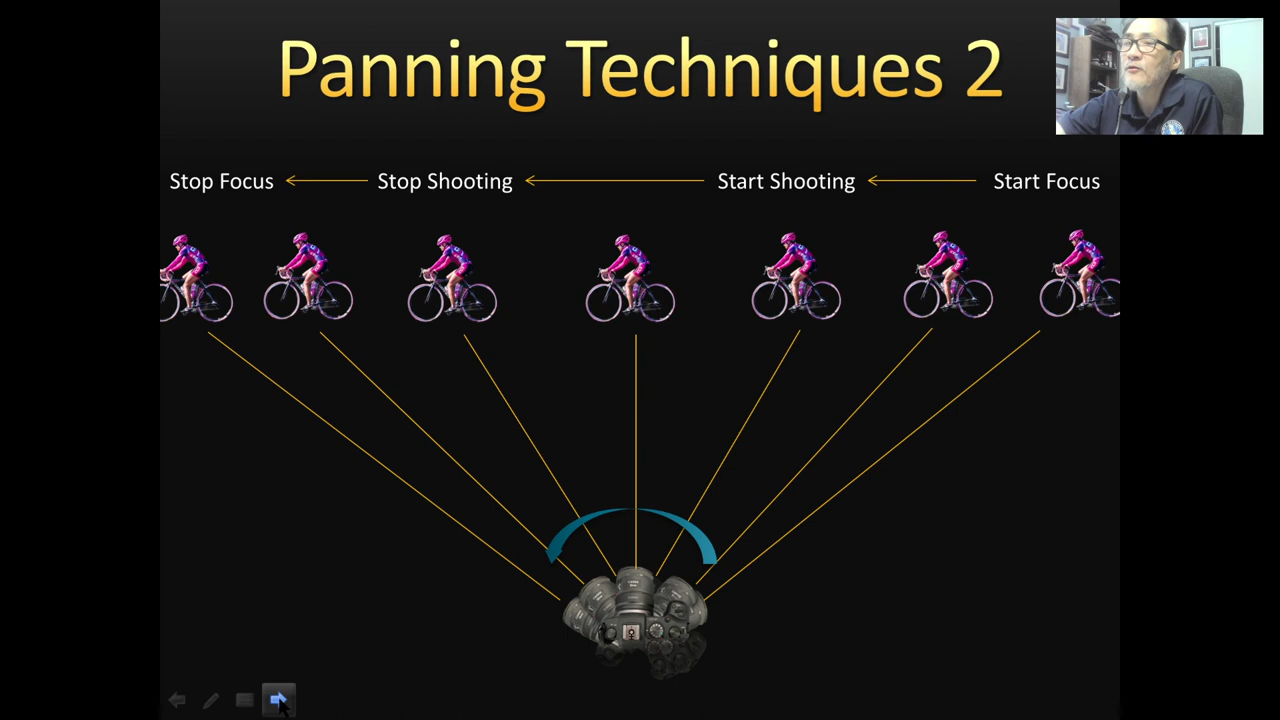 Panning Techniques 2
Stop Focus
Stop Shooting
Start Shooting
Start Focus